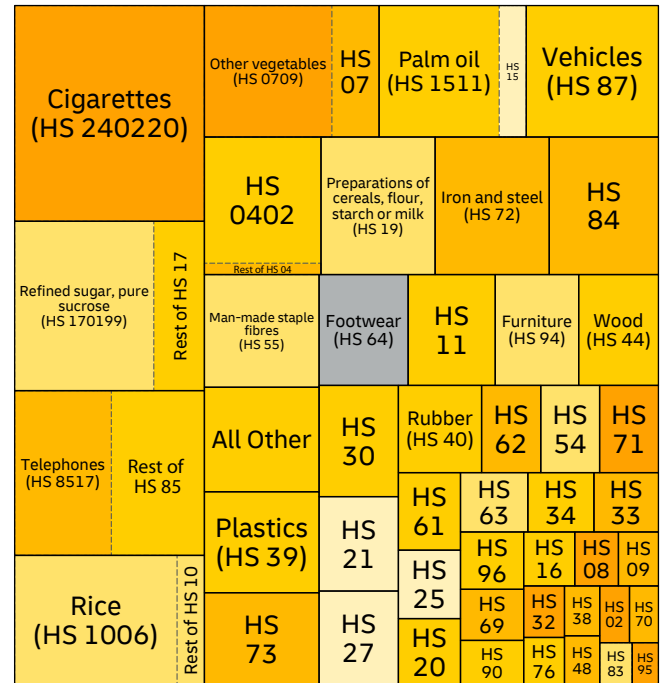 Cigarettes
(HS 240220)
Other vegetables
(HS 0709)
HS
07
Palm oil
(HS 1511)
HS
15
Vehicles
(HS 87)
HS
0402
Rest of HS 04
Preparations of
cereals, flour,
starch or milk
(HS 19)
Iron and steel
(HS 72)
HS
84
Refined sugar, pure
sucrose
(HS 170199)
Rest of HS 17
Man-made staple
fibres
(HS 55)
Footwear
(HS 64)
HS
11
Furniture
(HS 94)
Wood
(HS 44)
Telephones
(HS 8517)
Rest of
HS 85
All Other
HS
30
Rubber
(HS 40)
HS
62
HS
54
HS
71
Plastics
(HS 39)
HS
21
HS
61
HS
63
HS
34
HS
33
HS
25
HS
96
HS
16
HS
08
HS
09
Rice
(HS 1006)
Rest of HS 10
HS
73
HS
27
HS
20
HS
69
HS
32
HS
38
HS
02
HS
70
HS
90
HS
76
HS
48
HS
83
HS
95